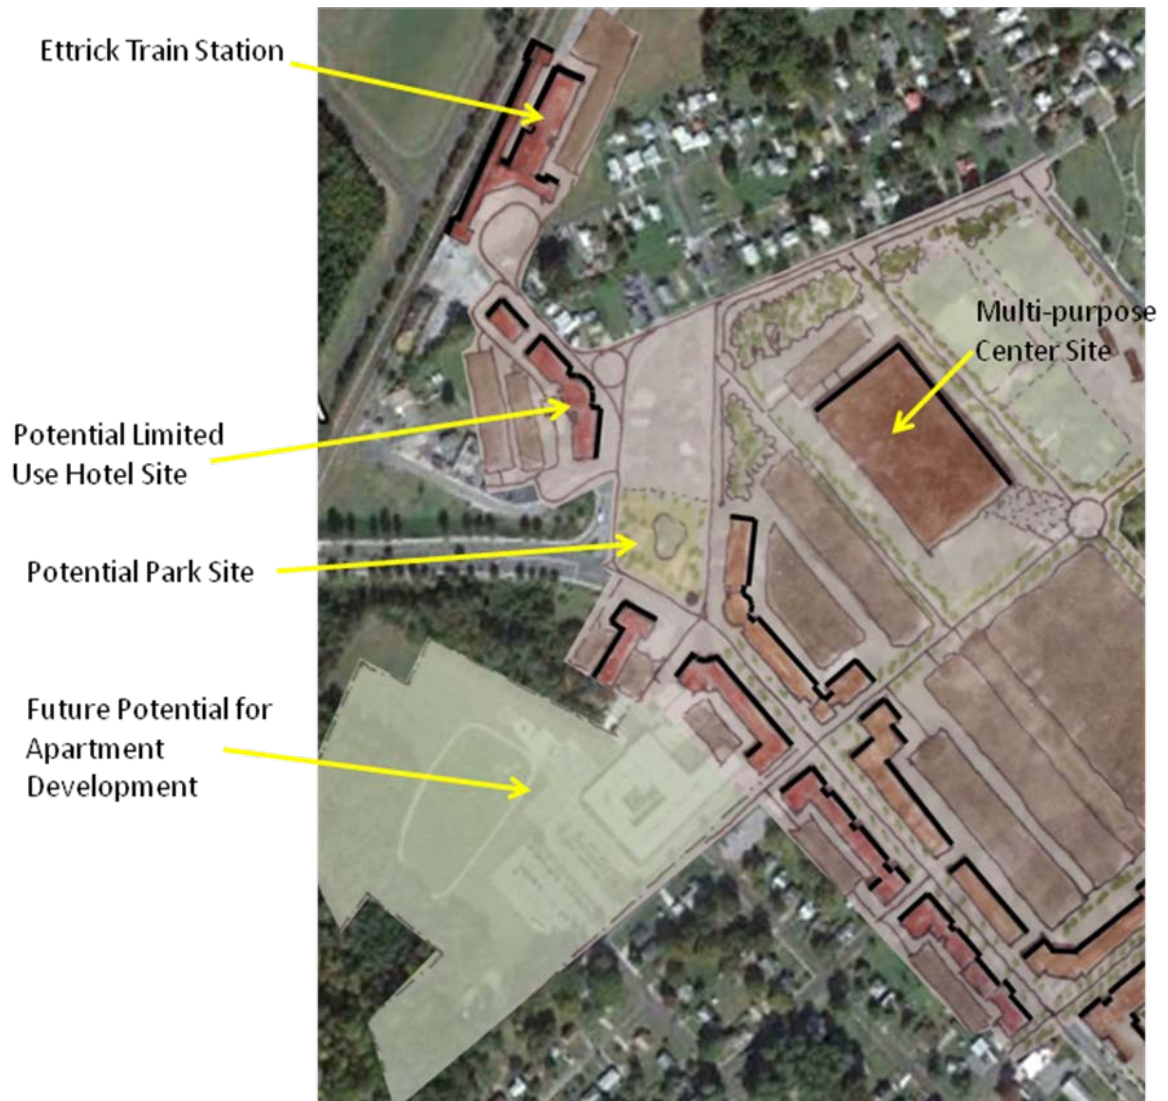 Ettrick Train Station
Multi-purpose
Center Site
Potential Limited
Use Hotel Site
Potential Park Site
Future Potential for
Apartment
Development